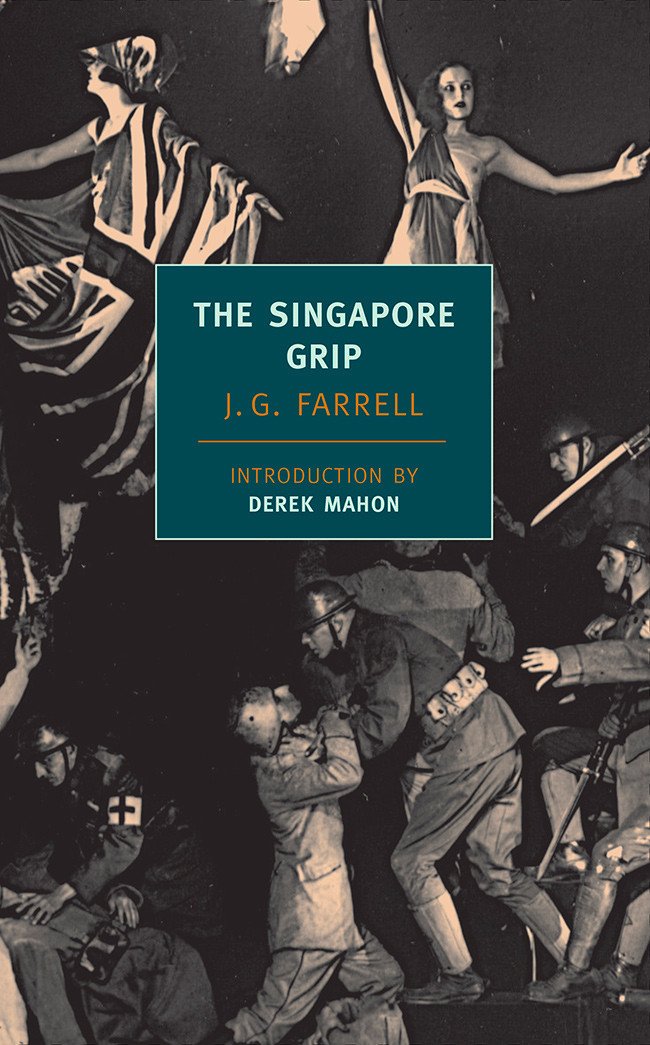 THE SINGAPORE
GRIP
J. G. FARRELL
INTRODUCTION BY
DEREK MAHON